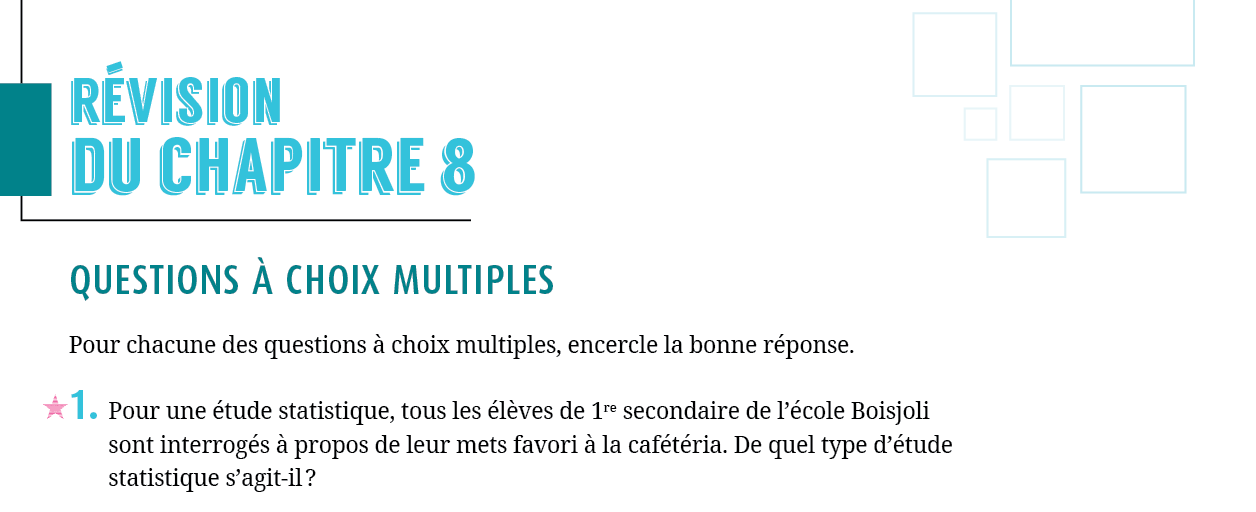 RÉVISION
DU CHAPITRE 8
QUESTIONS À CHOIX MULTIPLES
Pour chacune des questions à choix multiples, encercle la bonne réponse.
1. Pour une étude statistique, tous les élèves de 1re secondaire de l’école Boisjoli
sont interrogés à propos de leur mets favori à la cafétéria. De quel type d’étude
statistique s’agit-il ?